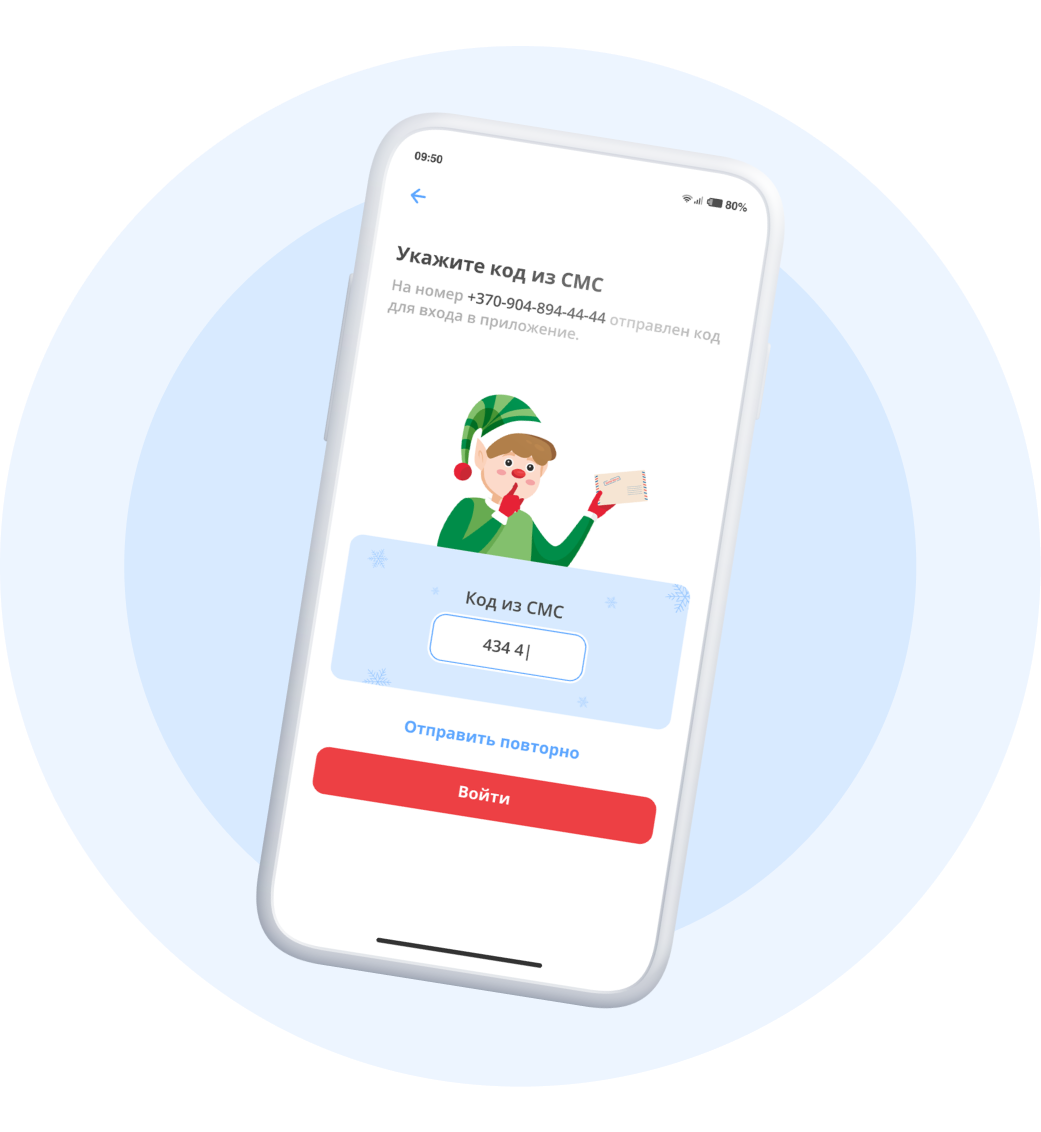 09:50
80%
Укажите код из СМС
На номер +370-904-894-44-44 отправлен код
для входа в приложение.
Код из СМС
434 4|
Отправить повторно
Войти